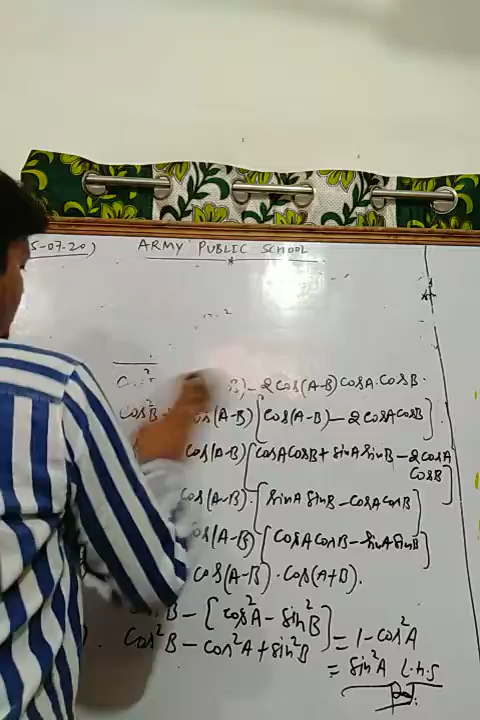 5-07.20)
ARMY PUBLIC SCHOOL
B) - 2 cos(A-B) cosA.cosB.
cos²B (A-B) [cos(A-B) - 2 cosA cosB]
cos(A-B) [cosA cosB + sinA sinB - 2 cosA
cosB]
cos(A-B). [sinA sinB - cosA cosB]
cos(A-B). [cosA cosB - sinA sinB]
cos(A-B). cos(A+B).
B - [cos²A - sin²B]
cos²B - cos²A + sin²B = 1 - cos²A
= sin²A L.H.S